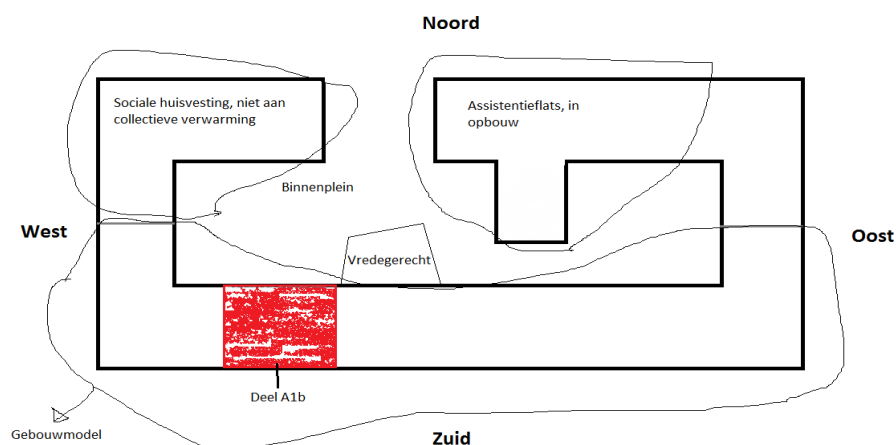 Noord
Sociale huisvesting, niet aan
collectieve verwarming
Assistentieflats, in
opbouw
Binnenplein
West
Oost
Vredegerecht
Deel A1b
Gebouwmodel
Zuid